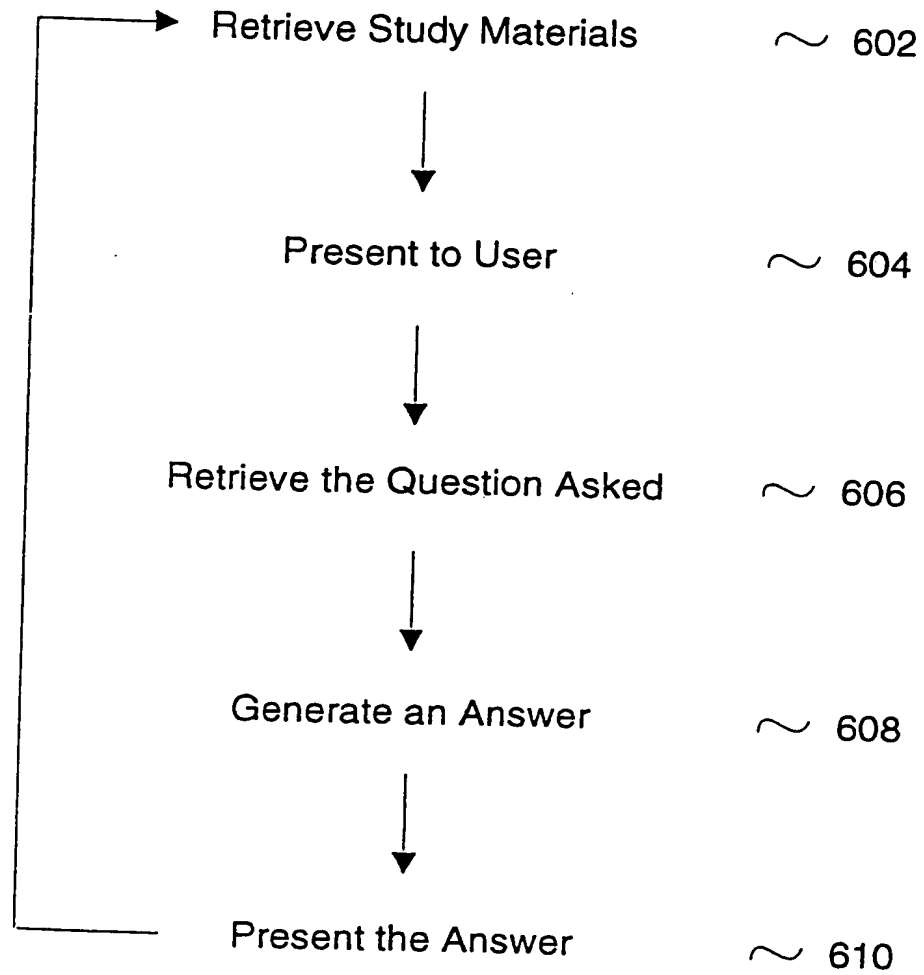 Retrieve Study Materials ~ 602
Present to User ~ 604
Retrieve the Question Asked ~ 606
Generate an Answer ~ 608
Present the Answer ~ 610